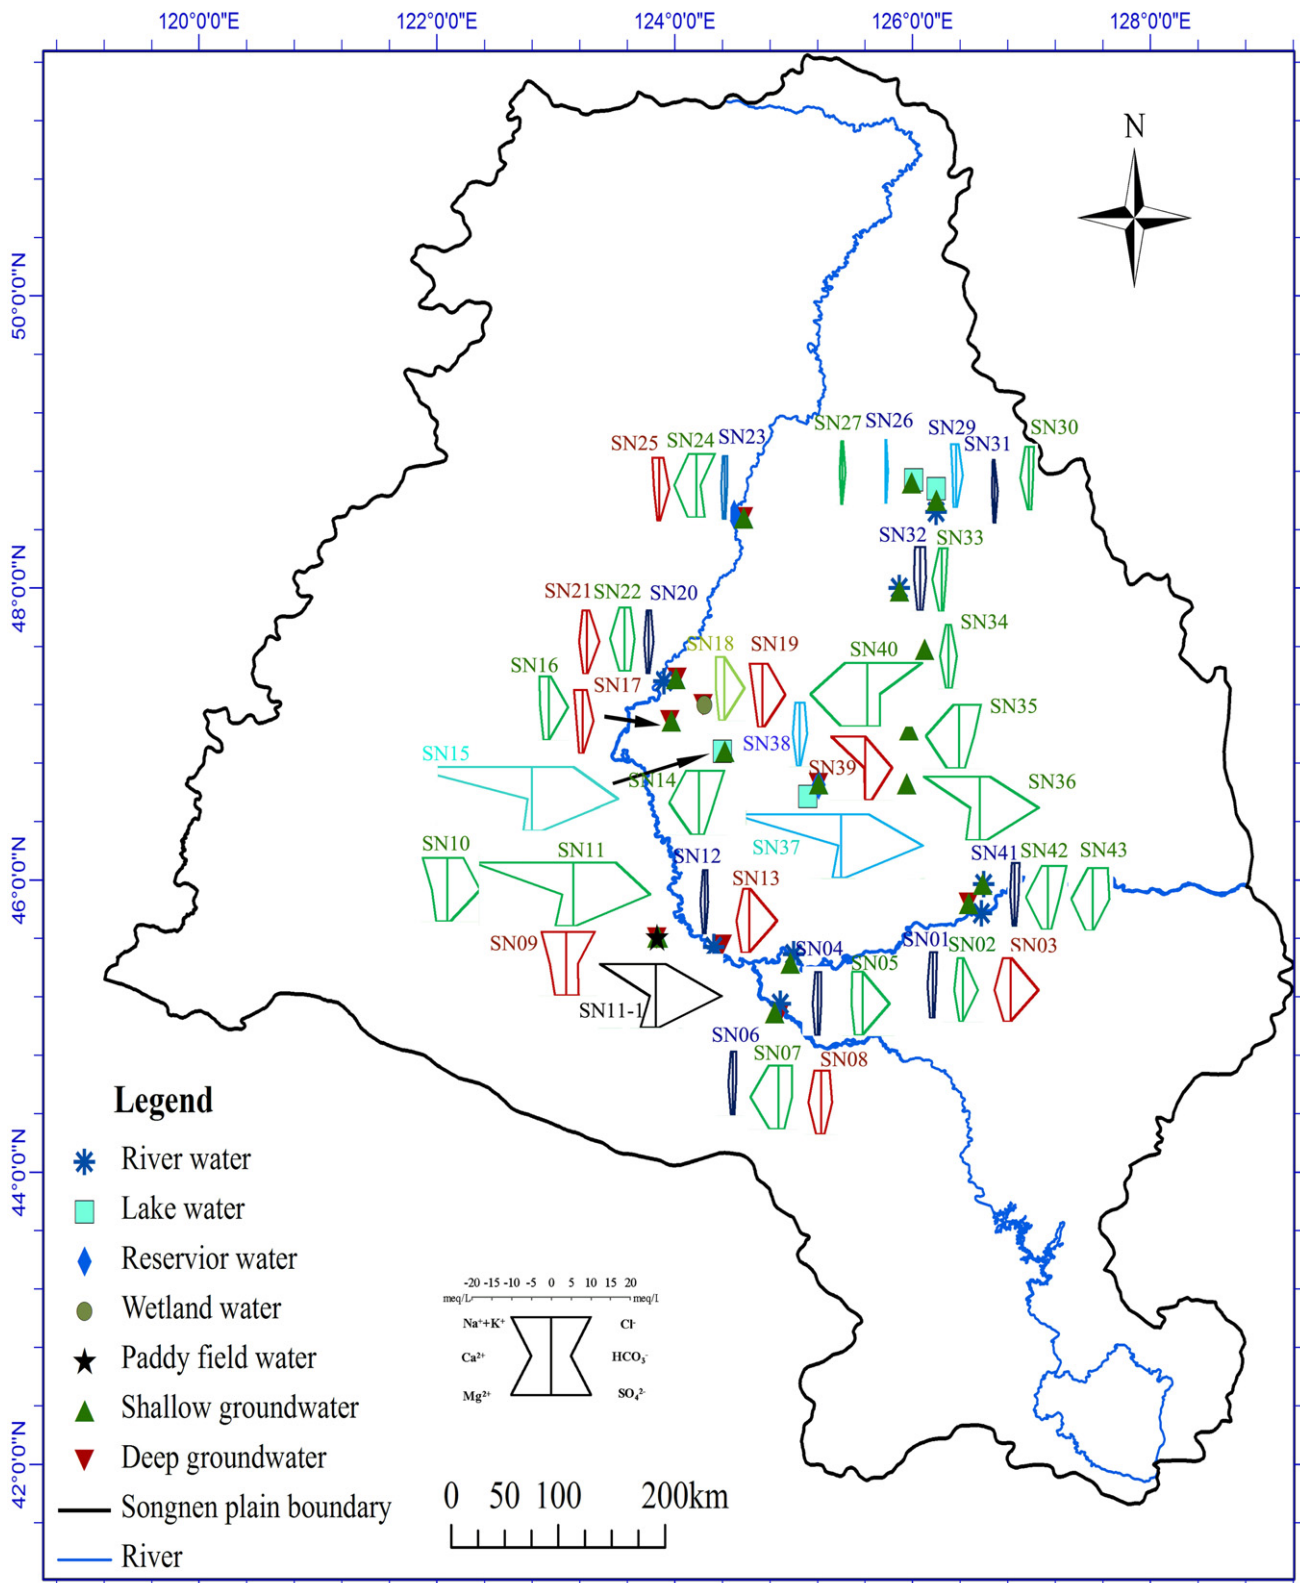 120°0'0"E 122°0'0"E 124°0'0"E 126°0'0"E 128°0'0"E
N
50°0'0"N
48°0'0"N
46°0'0"N
44°0'0"N
42°0'0"N
SN25 SN24 SN23 SN27 SN26 SN29 SN31 SN30
SN32 SN33
SN21 SN22 SN20
SN34
SN18 SN19 SN40
SN16 SN17
SN35
SN15 SN38
SN39
SN14 SN36
SN37
SN10 SN11 SN12 SN41 SN42 SN43
SN13
SN09 SN04 SN01 SN02 SN03
SN05
SN11-1
SN06 SN07 SN08
Legend
River water
Lake water
Reservior water
Wetland water
Paddy field water
Shallow groundwater
Deep groundwater
Songnen plain boundary
River
-20 -15 -10 -5 0 5 10 15 20
meq/L meq/L
Na⁺+K⁺ Cl⁻
Ca²⁺ HCO₃⁻
Mg²⁺ SO₄²⁻
0 50 100 200km